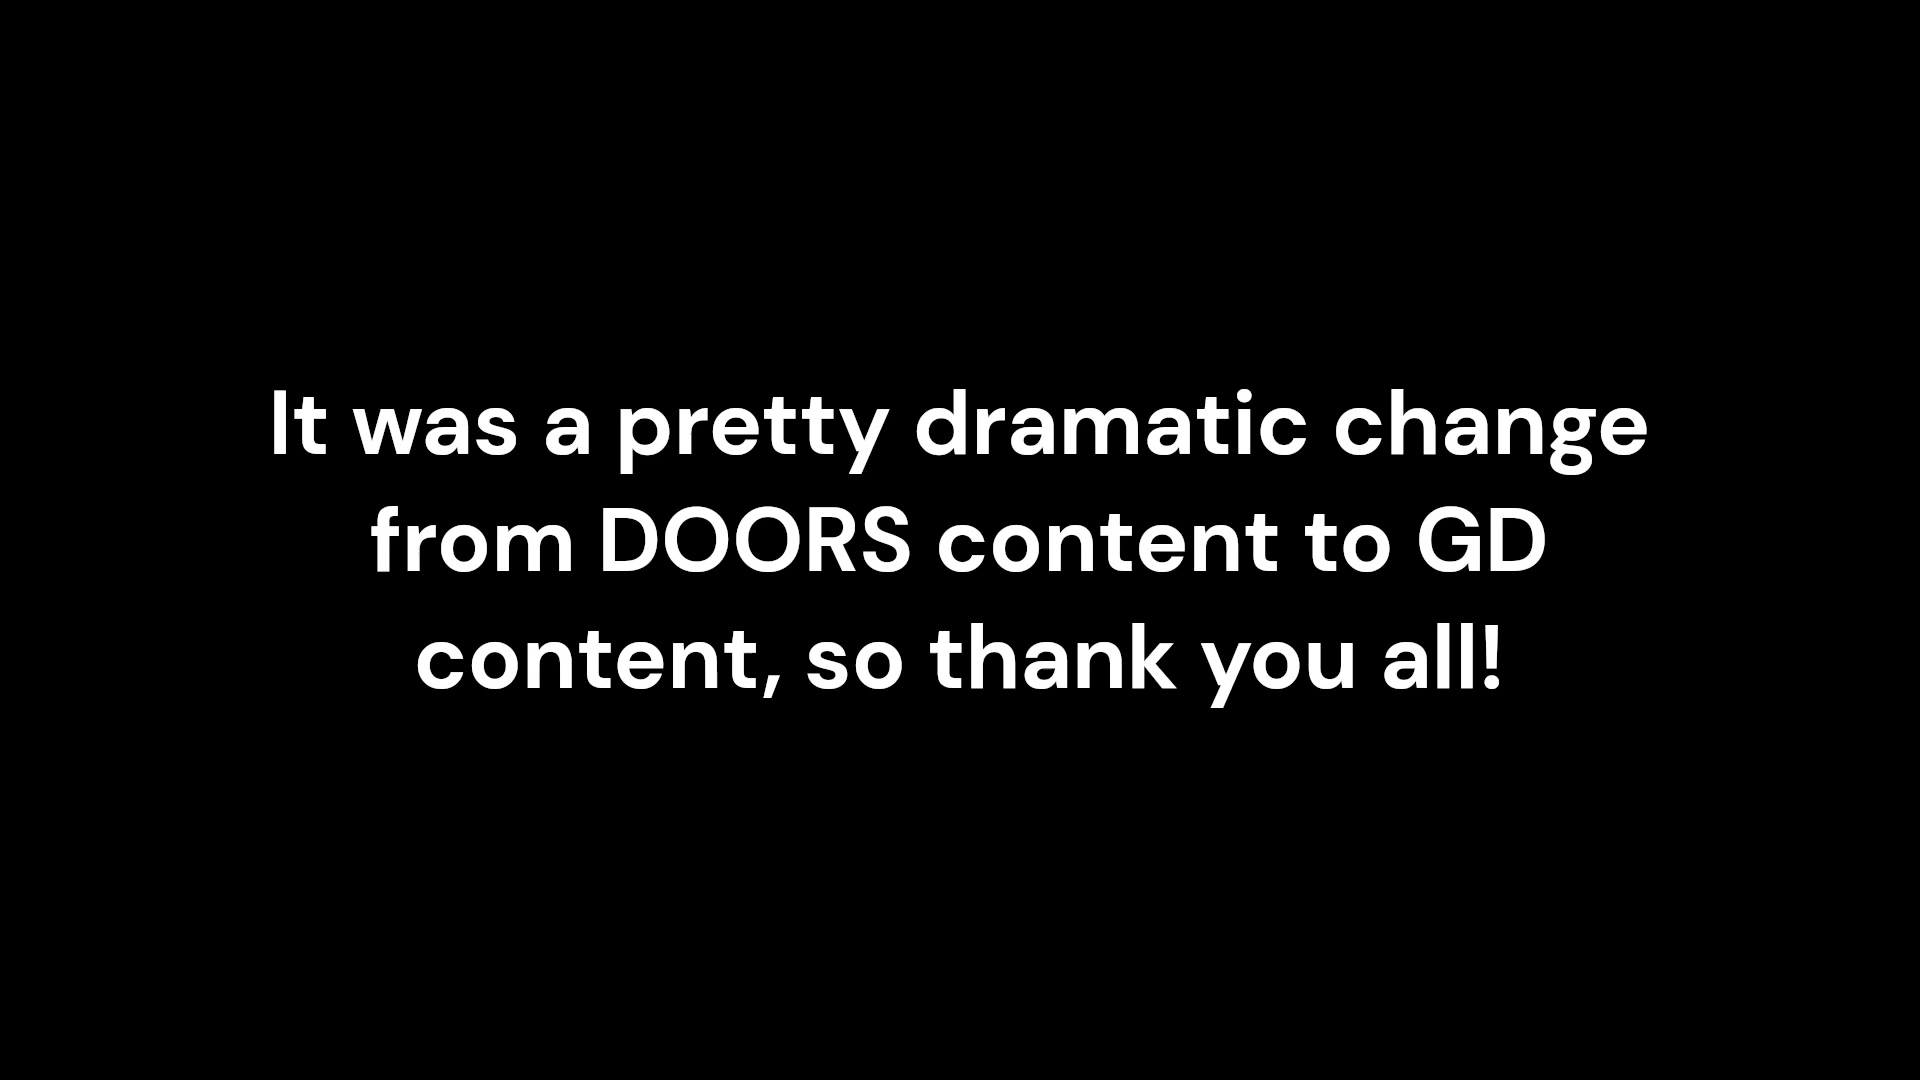 It was a pretty dramatic change
from DOORS content to GD
content, so thank you all!